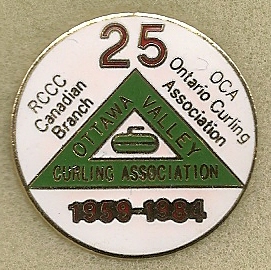 25
RCCC
Canadian
Branch
OCA
Ontario Curling
Association
OTTAWA VALLEY
CURLING ASSOCIATION
1959-1984